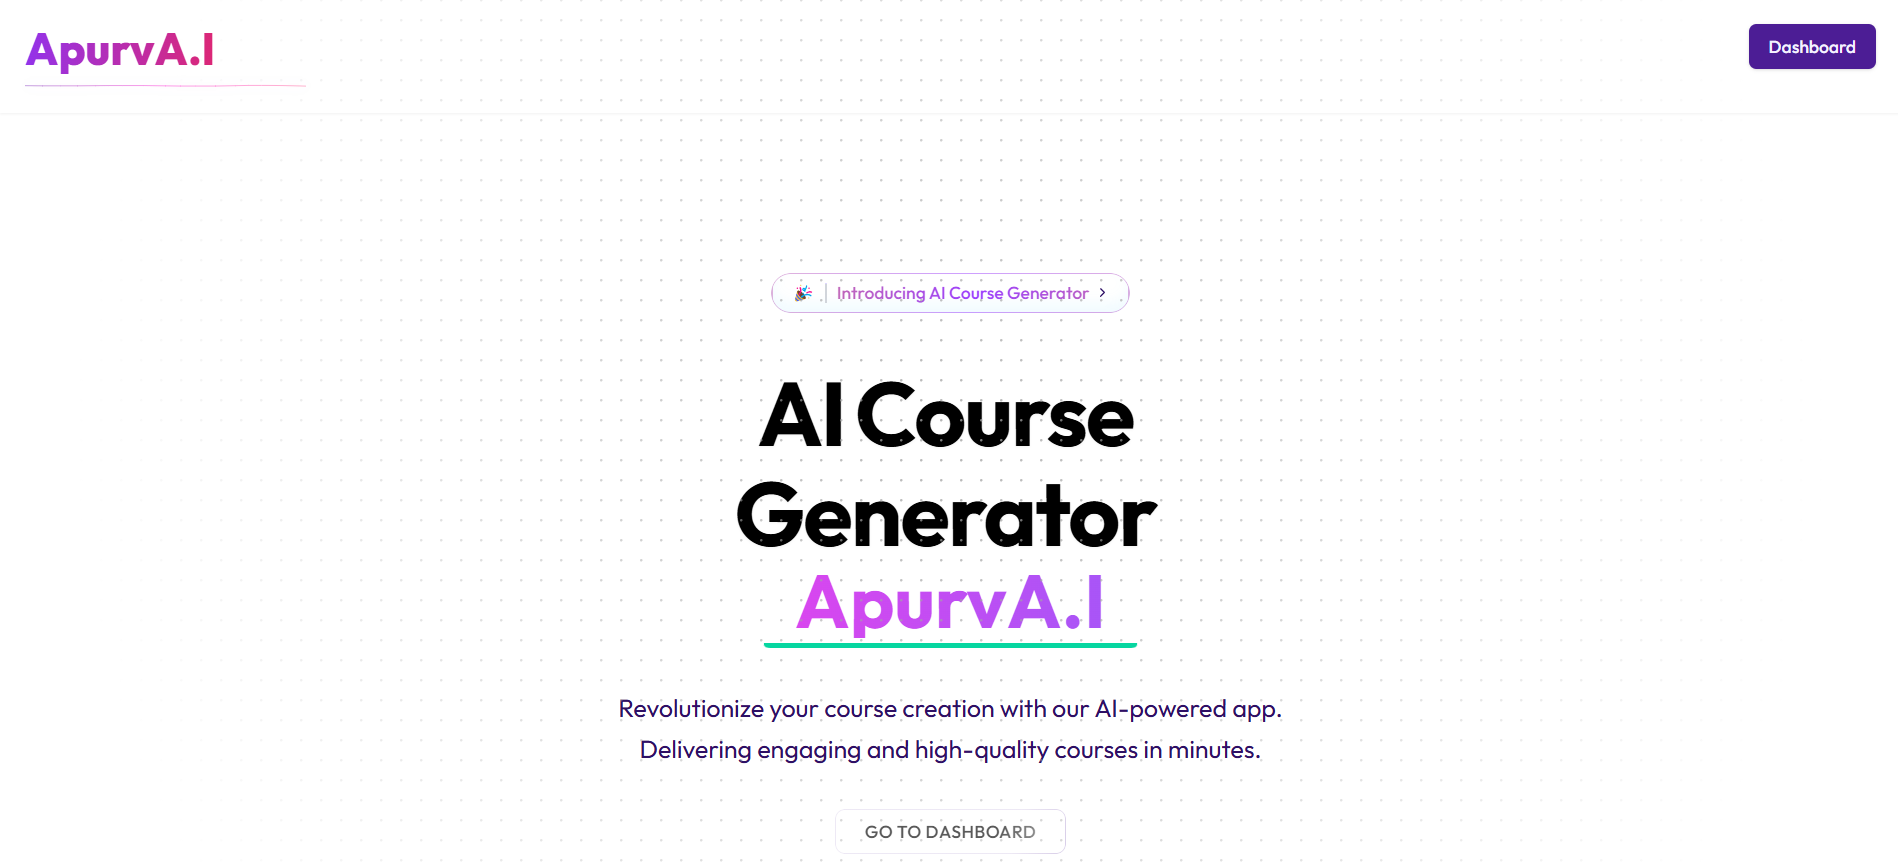 ApurvA.I
Dashboard
🎉 | Introducing AI Course Generator >
AI Course
Generator
ApurvA.I
Revolutionize your course creation with our AI-powered app.
Delivering engaging and high-quality courses in minutes.
GO TO DASHBOARD